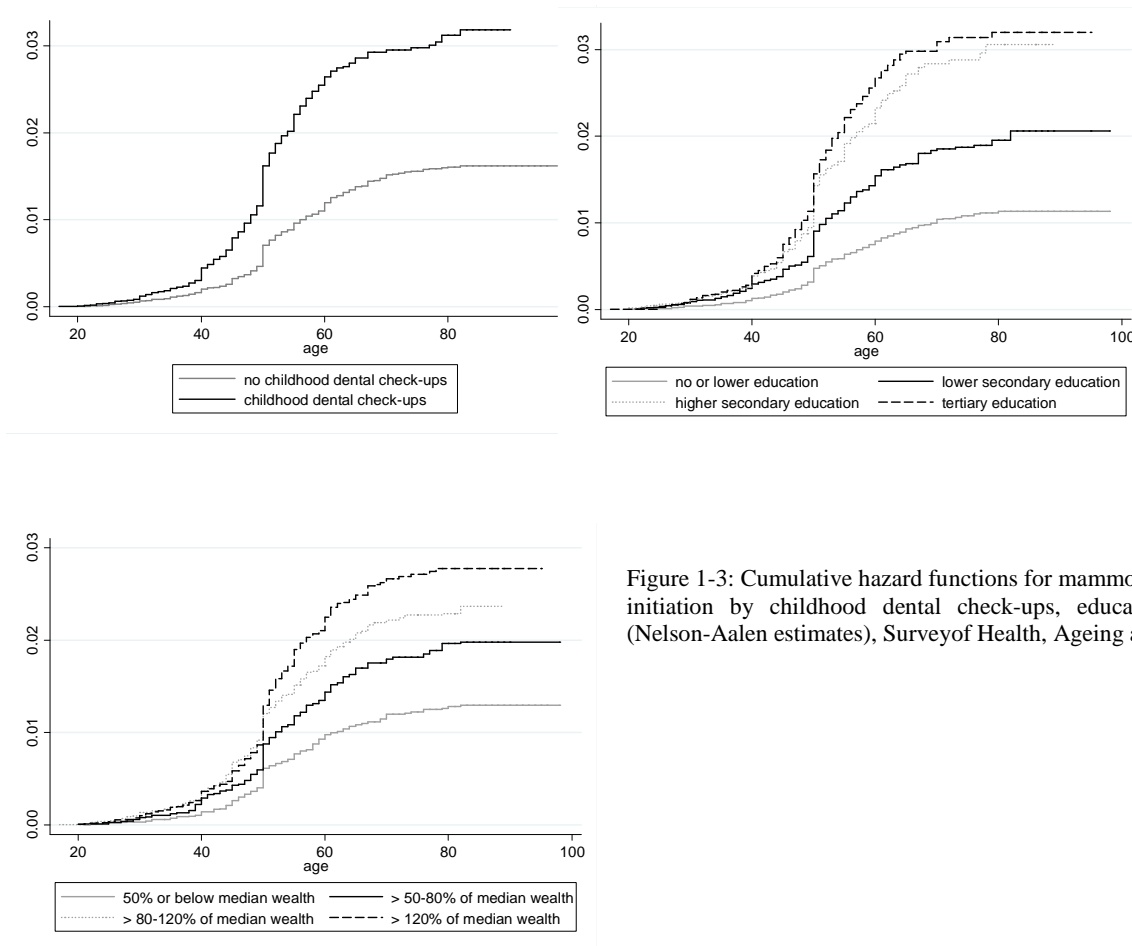 0.03
0.02
0.01
0.00
20 40 60 80
age
no childhood dental check-ups
childhood dental check-ups
0.03
0.02
0.01
0.00
20 40 60 80 100
age
no or lower education lower secondary education
higher secondary education tertiary education
0.03
0.02
0.01
0.00
20 40 60 80 100
age
50% or below median wealth > 50-80% of median wealth
> 80-120% of median wealth > 120% of median wealth
Figure 1-3: Cumulative hazard functions for mammo
initiation by childhood dental check-ups, educa
(Nelson-Aalen estimates), Surveyof Health, Ageing a